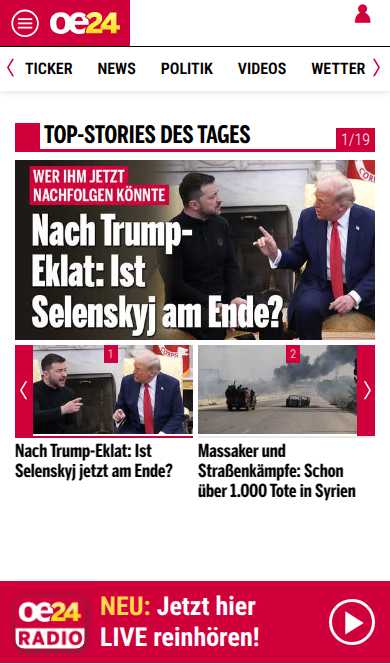 oe24
TICKER NEWS POLITIK VIDEOS WETTER
TOP-STORIES DES TAGES
1/19
WER IHM JETZT
NACHFOLGEN KÖNNTE
Nach Trump-
Eklat: Ist
Selenskyj am Ende?
1
2
Nach Trump-Eklat: Ist
Selenskyj jetzt am Ende?
Massaker und
Straßenkämpfe: Schon
über 1.000 Tote in Syrien
oe24
RADIO
NEU: Jetzt hier
LIVE reinhören!